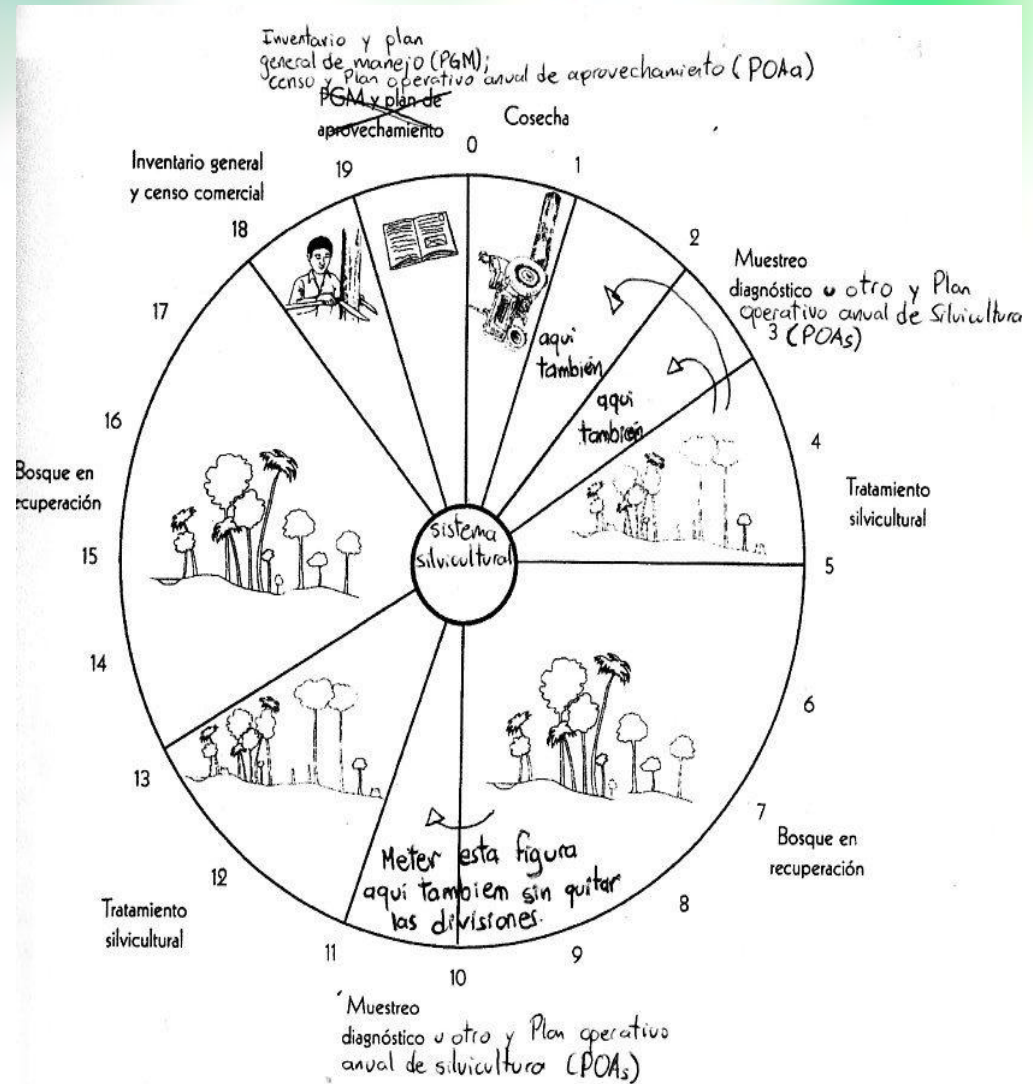 Inventario y plan
general de manejo (PGM);
censo y Plan operativo anual de aprovechamiento (POAa)
PGM y plan de
aprovechamiento
Cosecha
0
1
2
Muestreo
diagnóstico u otro y Plan
operativo anual de Silvicultura
3 (POAs)
4
Tratamiento
silvicultural
5
6
7
Bosque en
recuperación
8
9
10
Muestreo
diagnóstico u otro y Plan operativo
anual de silvicultura (POAs)
11
Tratamiento
silvicultural
12
13
14
15
Bosque en
ecuperación
16
17
18
Inventario general
y censo comercial
19
aquí
también
aquí
también
sistema
silvicultural
Meter esta figura
aquí tambien sin quitar
las divisiones.